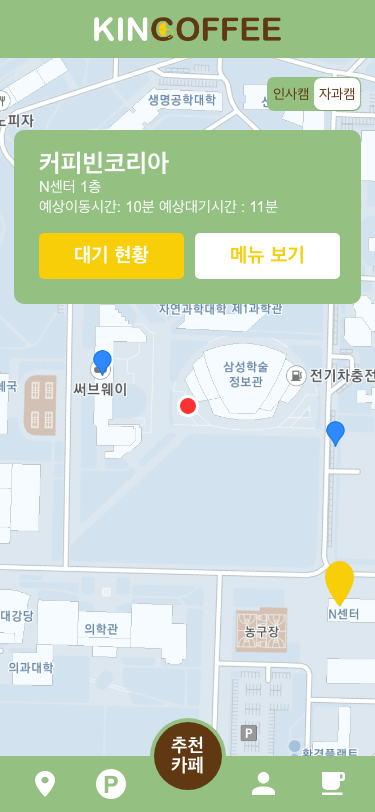 KINCOFFEE
인사캠 자과캠
생명공학대학
노피자
커피빈코리아
N센터 1층
예상이동시간: 10분 예상대기시간 : 11분
대기 현황 메뉴 보기
자연과학대학 제1과학관
삼성학술
정보관
전기차충전
써브웨이
N센터
대강당
의학관
농구장
의과대학
P
환경플랜트
추천
카페
P